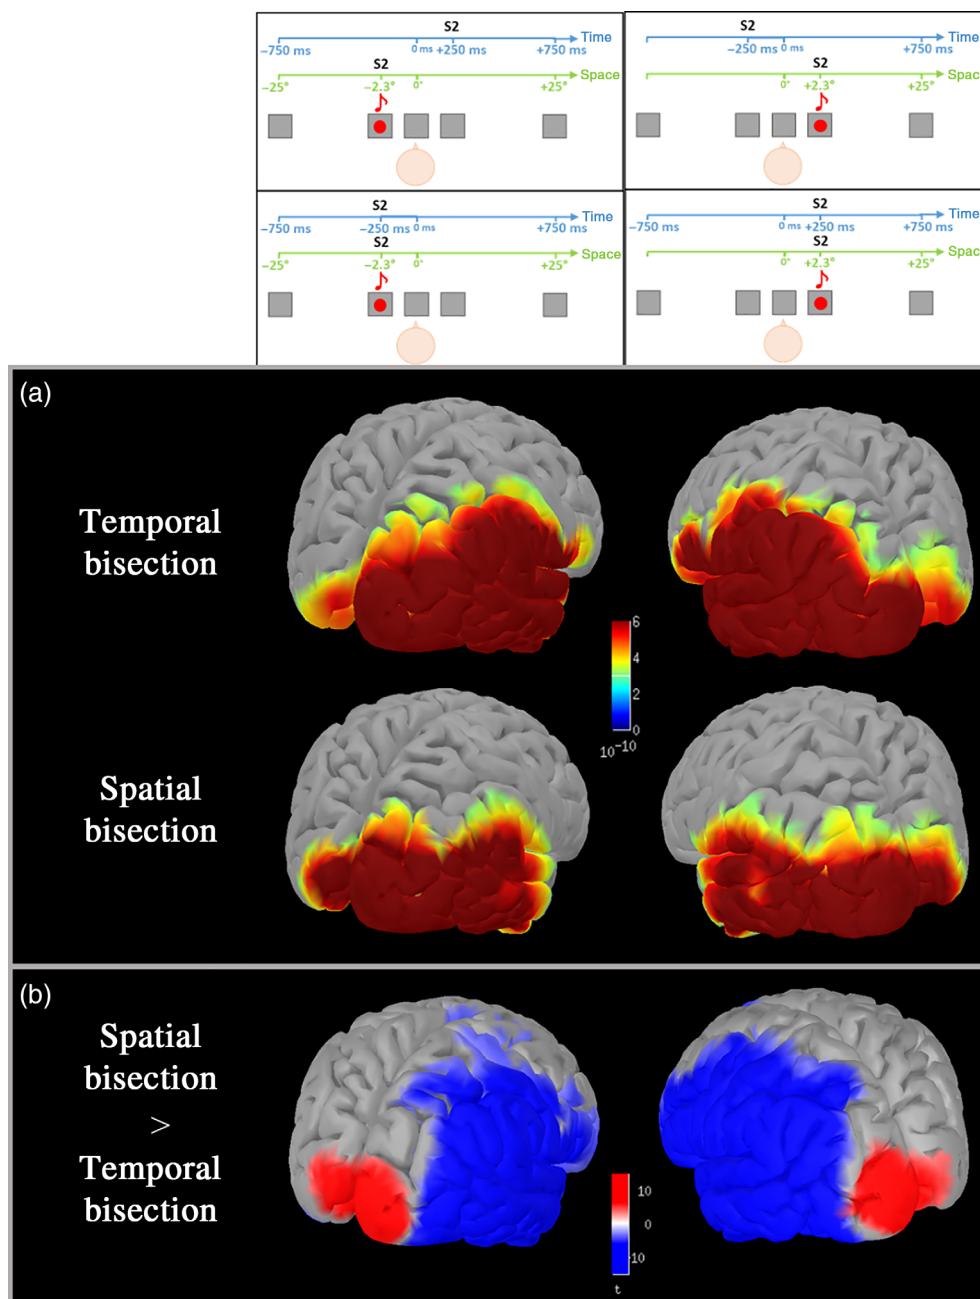 S2
Time
−750 ms 0 ms +250 ms +750 ms
S2
Space
−25° −2.3° 0° +25°
S2
Time
−250 ms 0 ms +750 ms
S2
Spac
0° +2.3° +25°
S2
Time
−750 ms −250 ms 0 ms +750 ms
S2
Space
−25° −2.3° 0° +25°
S2
Time
−750 ms 0 ms +250 ms +750 ms
S2
Space
0° +2.3° +25°
(a)
Temporal
bisection
6
4
2
0
10⁻¹⁰
Spatial
bisection
(b)
Spatial
bisection
>
Temporal
bisection
10
0
10
t